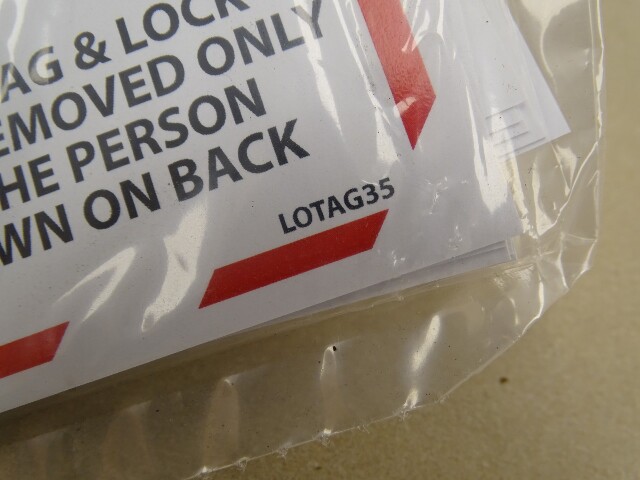 AG & LOCK
EMOVED ONLY
HE PERSON
WN ON BACK
LOTAG35